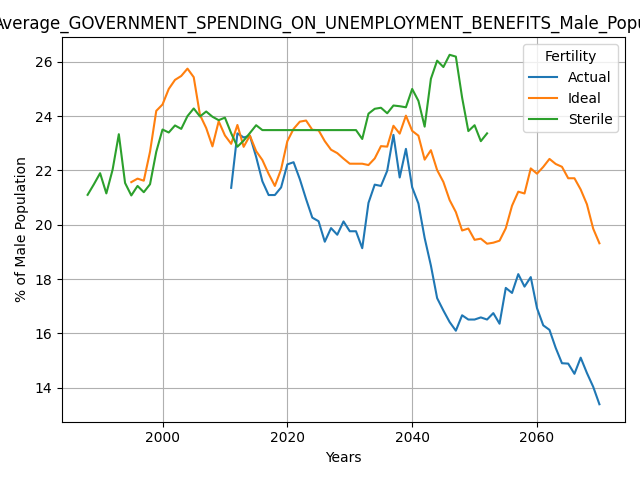 Average_GOVERNMENT_SPENDING_ON_UNEMPLOYMENT_BENEFITS_Male_Popu
Fertility
Actual
Ideal
Sterile
% of Male Population
26
24
22
20
18
16
14
2000
2020
2040
2060
Years